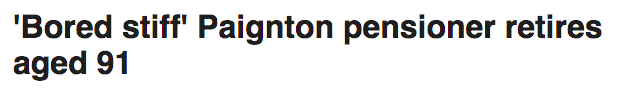 'Bored stiff' Paignton pensioner retires
aged 91